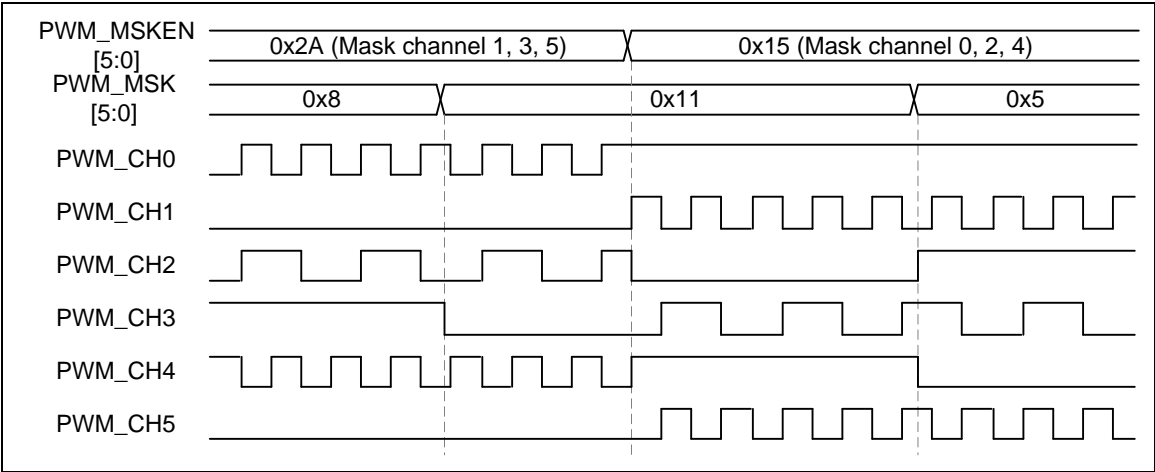 PWM_MSKEN
[5:0]
0x2A (Mask channel 1, 3, 5)
0x15 (Mask channel 0, 2, 4)
PWM_MSK
[5:0]
0x8
0x11
0x5
PWM_CH0
PWM_CH1
PWM_CH2
PWM_CH3
PWM_CH4
PWM_CH5